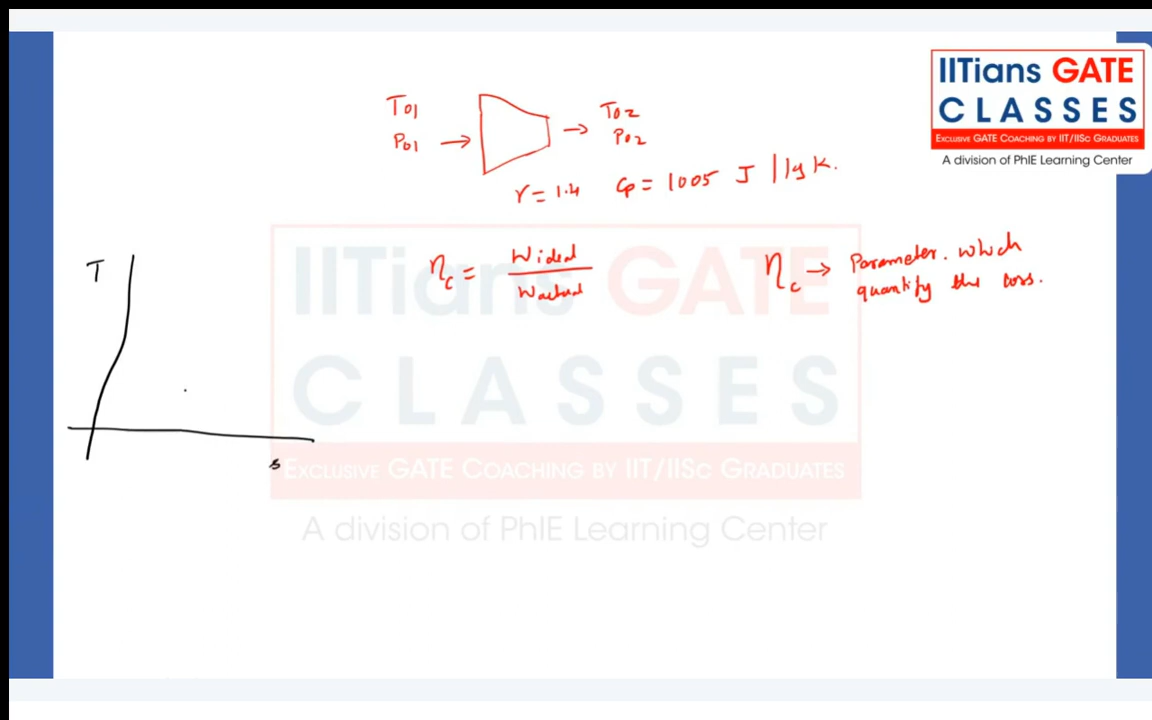 IITians GATE
CLASSES
EXCLUSIVE GATE COACHING BY IIT/IISC GRADUATES
A division of PhIE Learning Center
T01
P01
T02
P02
r = 1.4 Cp = 1005 J / kg K.
T
ηc = Wideal / Wactual
ηc → Parameter. which
quantify the loss.
s
IITians GATE
CLASSES
EXCLUSIVE GATE COACHING BY IIT/IISC GRADUATES
A division of PhIE Learning Center